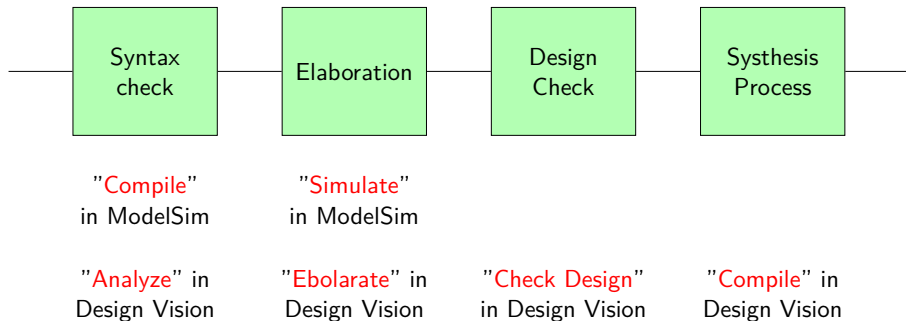 Syntax
check
Elaboration
Design
Check
Systhesis
Process
"Compile"
in ModelSim
"Simulate"
in ModelSim
"Analyze" in
Design Vision
"Ebolarate" in
Design Vision
"Check Design"
in Design Vision
"Compile" in
Design Vision